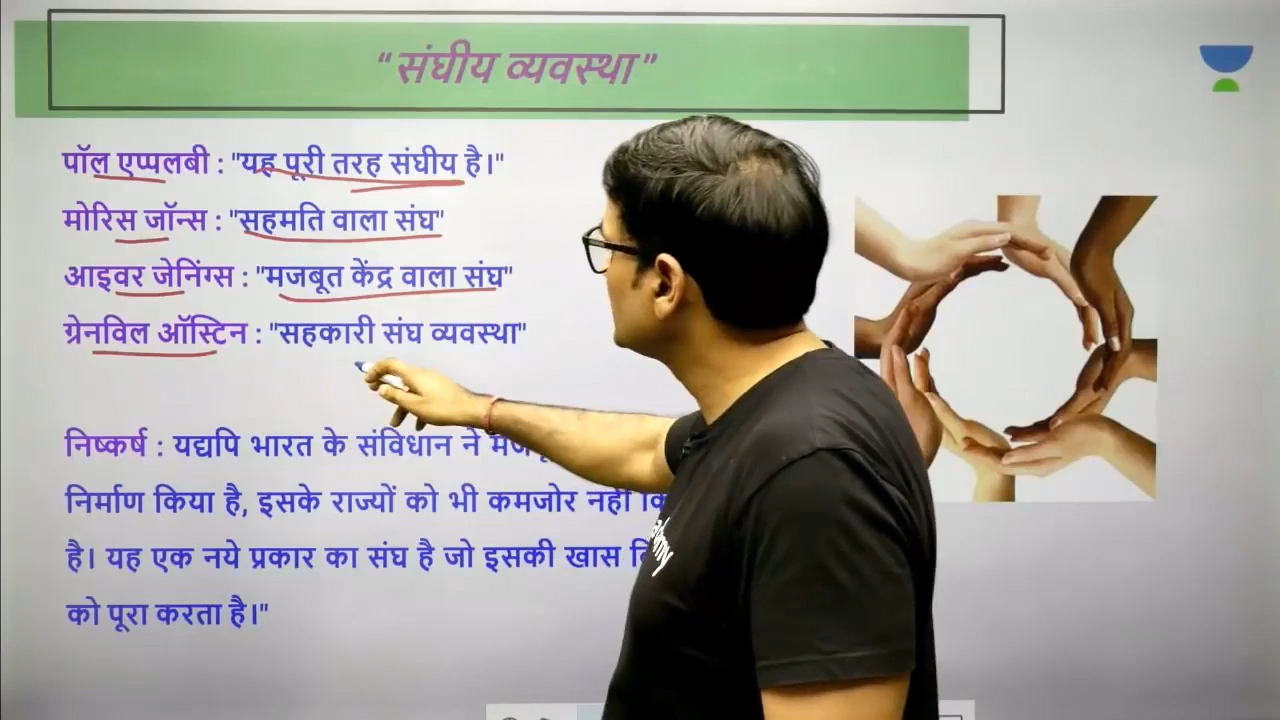 “संघीय व्यवस्था”
पॉल एप्पलबी : "यह पूरी तरह संघीय है।"
मोरिस जॉन्स : "सहमति वाला संघ"
आइवर जेनिंग्स : "मजबूत केंद्र वाला संघ"
ग्रेनविल ऑस्टिन : "सहकारी संघ व्यवस्था"
निष्कर्ष : यद्यपि भारत के संविधान ने
निर्माण किया है, इसके राज्यों को भी कमजोर नहीं
है। यह एक नये प्रकार का संघ है जो इसकी खास
को पूरा करता है।"